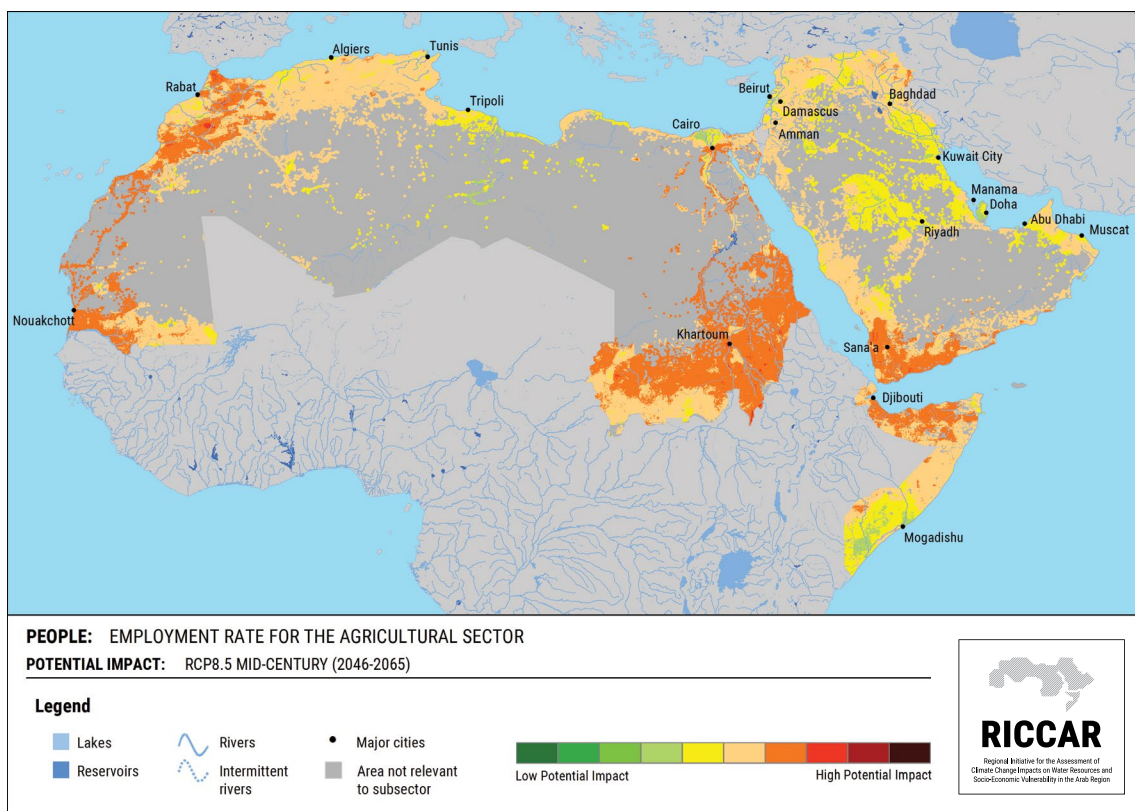 Algiers
Tunis
Rabat
Tripoli
Beirut
Baghdad
Damascus
Cairo
Amman
Kuwait City
Manama
Doha
Abu Dhabi
Riyadh
Muscat
Nouakchott
Khartoum
Sana'a
Djibouti
Mogadishu
PEOPLE: EMPLOYMENT RATE FOR THE AGRICULTURAL SECTOR
POTENTIAL IMPACT: RCP8.5 MID-CENTURY (2046-2065)
Legend
Lakes
Reservoirs
Rivers
Intermittent
rivers
Major cities
Area not relevant
to subsector
Low Potential Impact
High Potential Impact
RICCAR
Regional Initiative for the Assessment of
Climate Change Impacts on Water Resources and
Socio-Economic Vulnerability in the Arab Region